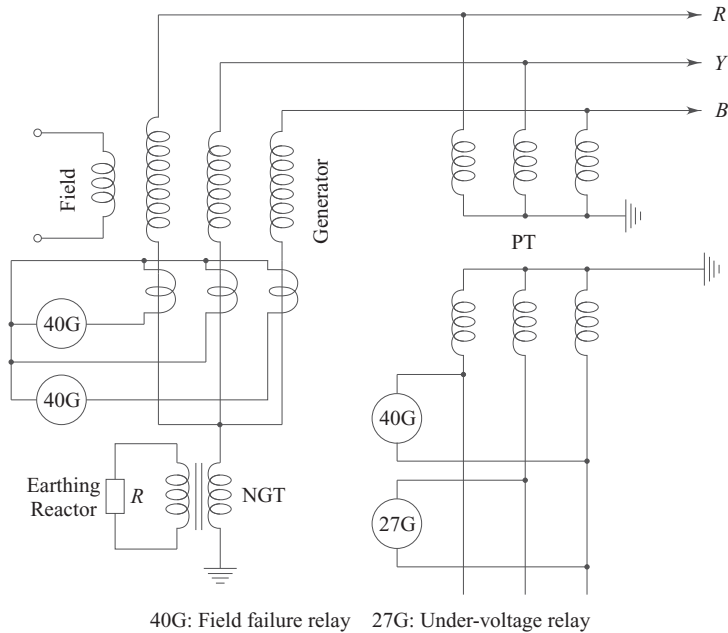 R
Y
B
Field
Generator
PT
40G
40G
40G
27G
Earthing
Reactor
R
NGT
40G: Field failure relay 27G: Under-voltage relay